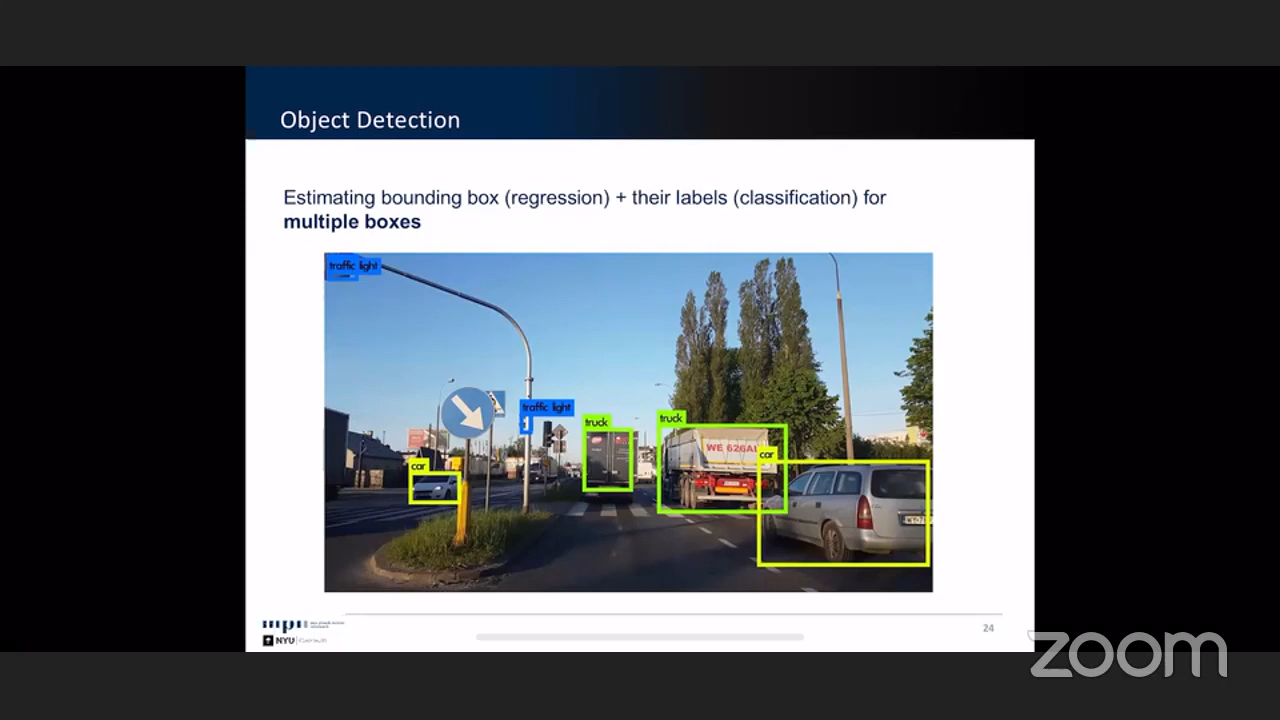 Object Detection
Estimating bounding box (regression) + their labels (classification) for
multiple boxes
traffic light
traffic light
truck
truck
WE 626A
car
car
NYU
24
zoom